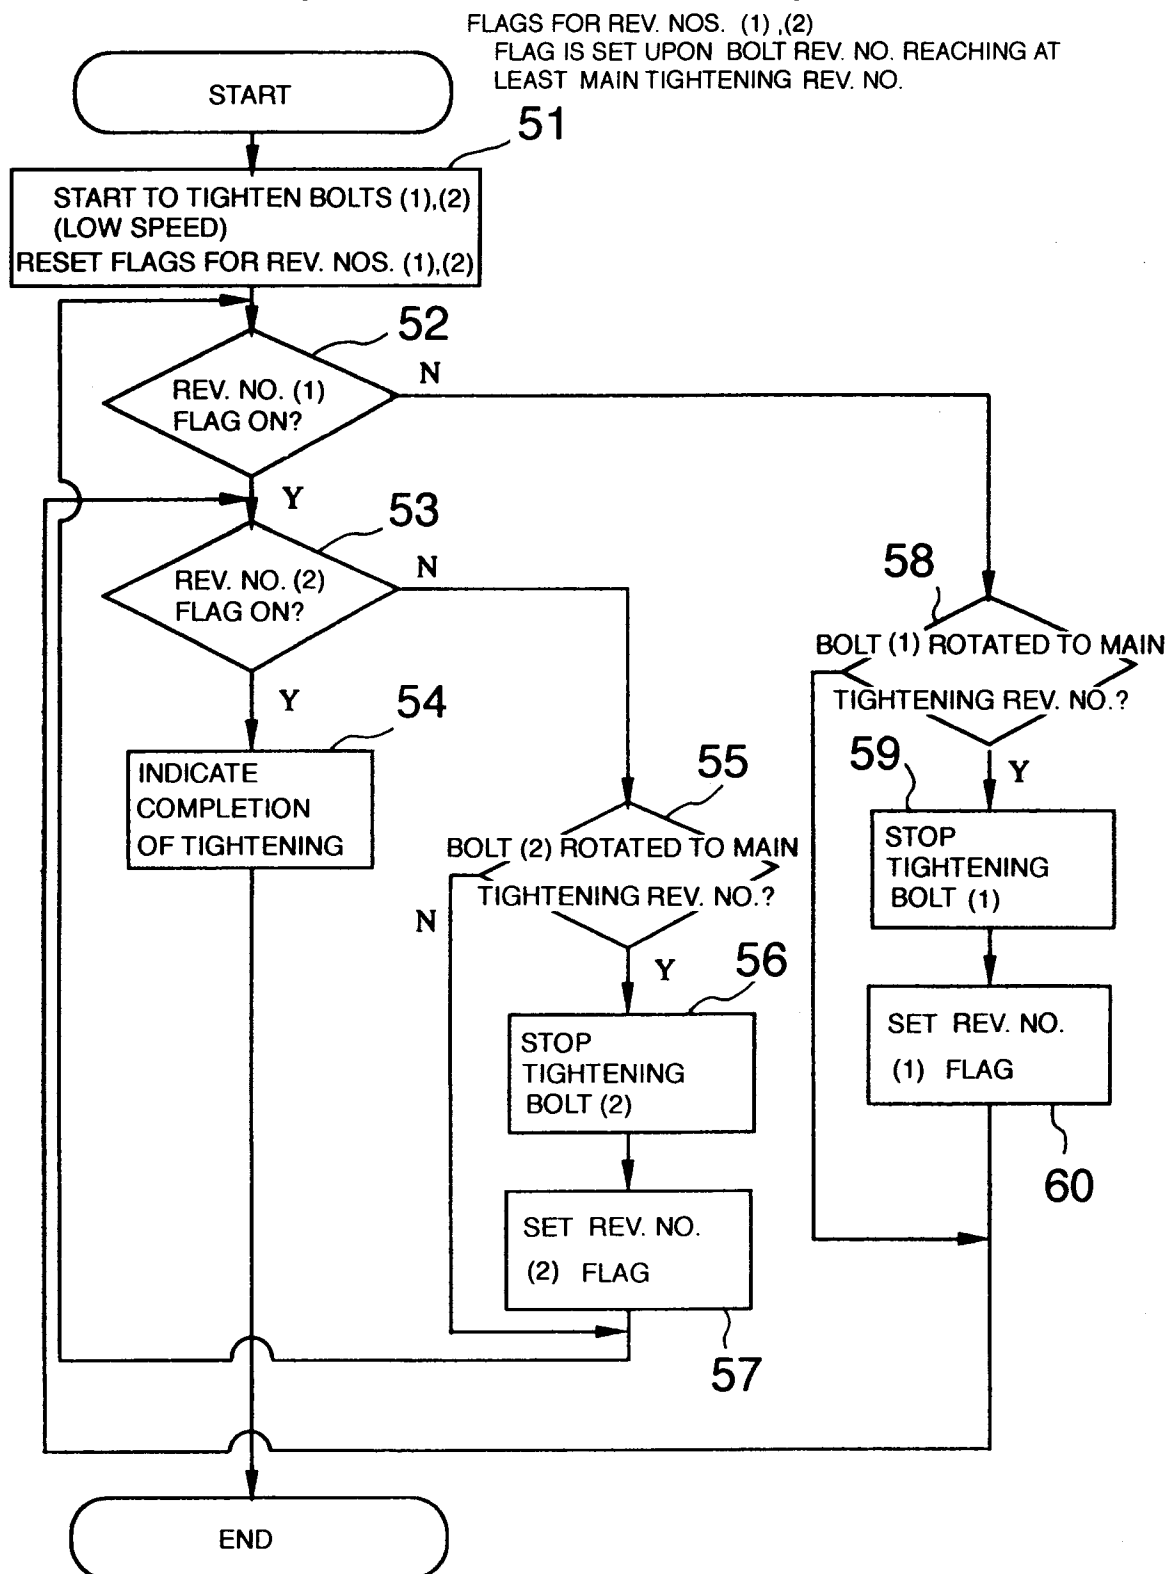 FLAGS FOR REV. NOS. (1) ,(2)
FLAG IS SET UPON BOLT REV. NO. REACHING AT
LEAST MAIN TIGHTENING REV. NO.
START
51
START TO TIGHTEN BOLTS (1),(2)
(LOW SPEED)
RESET FLAGS FOR REV. NOS. (1),(2)
52
REV. NO. (1)
FLAG ON?
N
Y
53
REV. NO. (2)
FLAG ON?
N
Y
54
INDICATE
COMPLETION
OF TIGHTENING
55
BOLT (2) ROTATED TO MAIN
TIGHTENING REV. NO.?
N
Y
56
STOP
TIGHTENING
BOLT (2)
SET REV. NO.
(2) FLAG
57
58
BOLT (1) ROTATED TO MAIN
TIGHTENING REV. NO.?
Y
59
STOP
TIGHTENING
BOLT (1)
SET REV. NO.
(1) FLAG
60
END